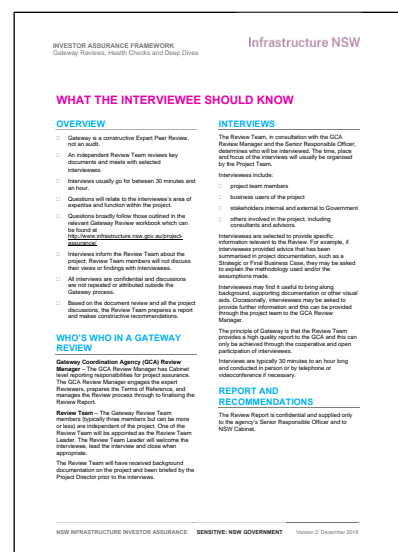 INVESTOR ASSURANCE FRAMEWORK
Gateway Reviews, Health Checks and Deep Dives
Infrastructure NSW
WHAT THE INTERVIEWEE SHOULD KNOW
OVERVIEW
Gateway is a constructive Expert Peer Review,
not an audit.
An independent Review Team reviews key
documents and meets with selected
interviewees.
Interviews usually go for between 30 minutes and
an hour.
Questions will relate to the interviewee's area of
expertise and function within the project.
Questions broadly follow those outlined in the
relevant Gateway Review workbook which can
be found at
http://www.infrastructure.nsw.gov.au/project-
assurance/
Interviews inform the Review Team about the
project; Review Team members will not discuss
their views or findings with interviewees.
All interviews are confidential and discussions
are not repeated or attributed outside the
Gateway process.
Based on the document review and all the project
discussions, the Review Team prepares a report
and makes constructive recommendations.
WHO'S WHO IN A GATEWAY
REVIEW
Gateway Coordination Agency (GCA) Review
Manager – The GCA Review Manager has Cabinet
level reporting responsibilities for project assurance.
The GCA Review Manager engages the expert
Reviewers, prepares the Terms of Reference, and
manages the Review process through to finalising the
Review Report.
Review Team – The Gateway Review Team
members (typically three members but can be more
or less) are independent of the project. One of the
Review Team will be appointed as the Review Team
Leader. The Review Team Leader will welcome the
interviewee, lead the interview and close when
appropriate.
The Review Team will have received background
documentation on the project and been briefed by the
Project Director prior to the interviews.
INTERVIEWS
The Review Team, in consultation with the GCA
Review Manager and the Senior Responsible Officer,
determines who will be interviewed. The time, place
and focus of the interviews will usually be organised
by the Project Team.
Interviewees include:
project team members
business users of the project
stakeholders internal and external to Government
others involved in the project, including
consultants and advisors.
Interviewees are selected to provide specific
information relevant to the Review. For example, if
interviewees provided advice that has been
summarised in project documentation, such as a
Strategic or Final Business Case, they may be asked
to explain the methodology used and/or the
assumptions made.
Interviewees may find it useful to bring along
background, supporting documentation or other visual
aids. Occasionally, interviewees may be asked to
provide further information and this can be provided
through the project team to the GCA Review
Manager.
The principle of Gateway is that the Review Team
provides a high quality report to the GCA and this can
only be achieved through the cooperative and open
participation of interviewees.
Interviews are typically 30 minutes to an hour long
and conducted in person or by telephone or
videoconference if necessary.
REPORT AND
RECOMMENDATIONS
The Review Report is confidential and supplied only
to the agency's Senior Responsible Officer and to
NSW Cabinet.
NSW INFRASTRUCTURE INVESTOR ASSURANCE SENSITIVE: NSW GOVERNMENT Version 2: December 2018